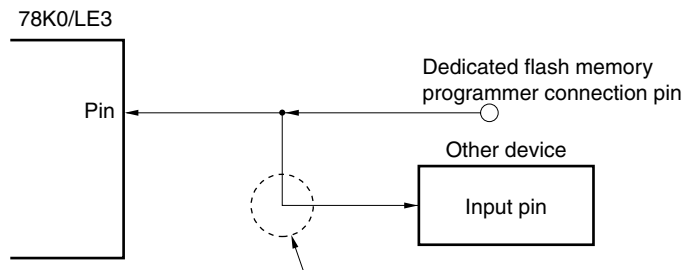 78K0/LE3
Dedicated flash memory
programmer connection pin
Pin
Other device
Input pin